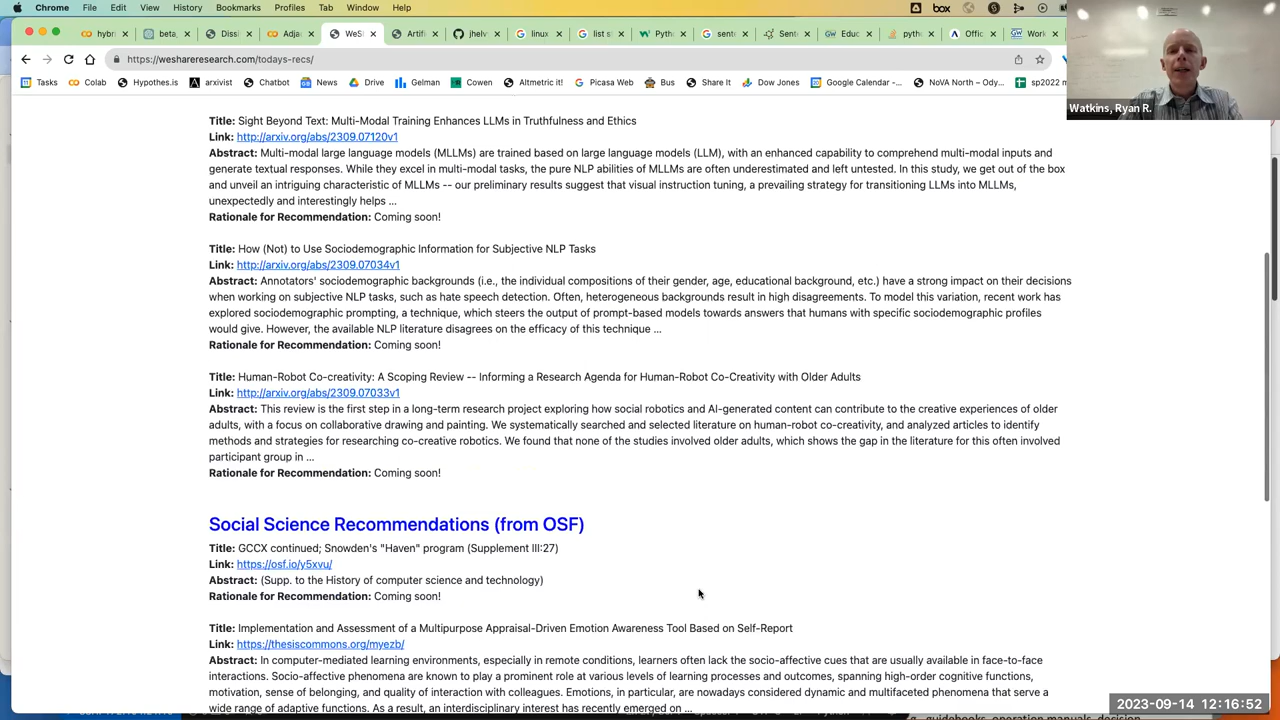 Chrome File Edit View History Bookmarks Profiles Tab Window Help box
hybri beta, Dissi Adja WeSh Artifi jhelv linux list sl Pytho sente Sente Educ prom Offic Work
https://weshareresearch.com/todays-recs/
Tasks Colab Hypothes.is arxivist Chatbot News Drive Gelman Cowen Altmetric it! Picasa Web Bus Share It Dow Jones Google Calendar -... NoVA North – Ody... sp2022 m
Watkins, Ryan R.
Title: Sight Beyond Text: Multi-Modal Training Enhances LLMs in Truthfulness and Ethics
Link: http://arxiv.org/abs/2309.07120v1
Abstract: Multi-modal large language models (MLLMs) are trained based on large language models (LLM), with an enhanced capability to comprehend multi-modal inputs and
generate textual responses. While they excel in multi-modal tasks, the pure NLP abilities of MLLMs are often underestimated and left untested. In this study, we get out of the box
and unveil an intriguing characteristic of MLLMs -- our preliminary results suggest that visual instruction tuning, a prevailing strategy for transitioning LLMs into MLLMs,
unexpectedly and interestingly helps ...
Rationale for Recommendation: Coming soon!
Title: How (Not) to Use Sociodemographic Information for Subjective NLP Tasks
Link: http://arxiv.org/abs/2309.07034v1
Abstract: Annotators' sociodemographic backgrounds (i.e., the individual compositions of their gender, age, educational background, etc.) have a strong impact on their decisions
when working on subjective NLP tasks, such as hate speech detection. Often, heterogeneous backgrounds result in high disagreements. To model this variation, recent work has
explored sociodemographic prompting, a technique, which steers the output of prompt-based models towards answers that humans with specific sociodemographic profiles
would give. However, the available NLP literature disagrees on the efficacy of this technique ...
Rationale for Recommendation: Coming soon!
Title: Human-Robot Co-creativity: A Scoping Review -- Informing a Research Agenda for Human-Robot Co-Creativity with Older Adults
Link: http://arxiv.org/abs/2309.07033v1
Abstract: This review is the first step in a long-term research project exploring how social robotics and AI-generated content can contribute to the creative experiences of older
adults, with a focus on collaborative drawing and painting. We systematically searched and selected literature on human-robot co-creativity, and analyzed articles to identify
methods and strategies for researching co-creative robotics. We found that none of the studies involved older adults, which shows the gap in the literature for this often involved
participant group in ...
Rationale for Recommendation: Coming soon!
Social Science Recommendations (from OSF)
Title: GCCX continued; Snowden's "Haven" program (Supplement III:27)
Link: https://osf.io/y5xvu/
Abstract: (Supp. to the History of computer science and technology)
Rationale for Recommendation: Coming soon!
Title: Implementation and Assessment of a Multipurpose Appraisal-Driven Emotion Awareness Tool Based on Self-Report
Link: https://thesiscommons.org/myezb/
Abstract: In computer-mediated learning environments, especially in remote conditions, learners often lack the socio-affective cues that are usually available in face-to-face
interactions. Socio-affective phenomena are known to play a prominent role at various levels of learning processes and outcomes, spanning high-order cognitive functions,
motivation, sense of belonging, and quality of interaction with colleagues. Emotions, in particular, are nowadays considered dynamic and multifaceted phenomena that serve a
wide range of adaptive functions. As a result, an interdisciplinary interest has recently emerged on ...
2023-09-14 12:16:52